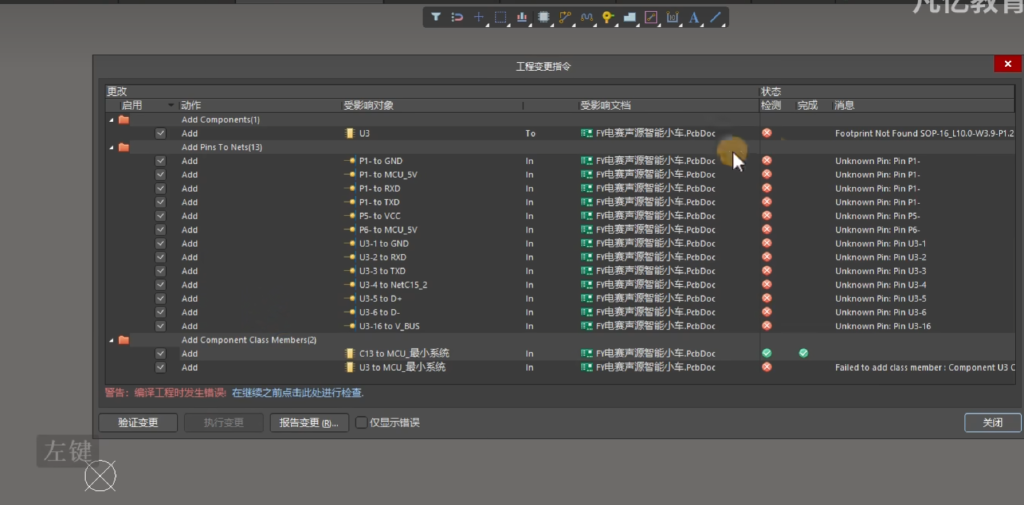 凡亿教育
工程变更指令
更改 状态
启用 动作 受影响对象 受影响文档 检测 完成 消息
Add Components(1)
Add U3 To FY电赛声源智能小车.PcbDoc Footprint Not Found SOP-16_L10.0-W3.9-P1.2
Add Pins To Nets(13)
Add P1- to GND In FY电赛声源智能小车.PcbDoc Unknown Pin: Pin P1-
Add P1- to MCU_5V In FY电赛声源智能小车.PcbDoc Unknown Pin: Pin P1-
Add P1- to RXD In FY电赛声源智能小车.PcbDoc Unknown Pin: Pin P1-
Add P1- to TXD In FY电赛声源智能小车.PcbDoc Unknown Pin: Pin P1-
Add P5- to VCC In FY电赛声源智能小车.PcbDoc Unknown Pin: Pin P5-
Add P6- to MCU_5V In FY电赛声源智能小车.PcbDoc Unknown Pin: Pin P6-
Add U3-1 to GND In FY电赛声源智能小车.PcbDoc Unknown Pin: Pin U3-1
Add U3-2 to RXD In FY电赛声源智能小车.PcbDoc Unknown Pin: Pin U3-2
Add U3-3 to TXD In FY电赛声源智能小车.PcbDoc Unknown Pin: Pin U3-3
Add U3-4 to NetC15_2 In FY电赛声源智能小车.PcbDoc Unknown Pin: Pin U3-4
Add U3-5 to D+ In FY电赛声源智能小车.PcbDoc Unknown Pin: Pin U3-5
Add U3-6 to D- In FY电赛声源智能小车.PcbDoc Unknown Pin: Pin U3-6
Add U3-16 to V_BUS In FY电赛声源智能小车.PcbDoc Unknown Pin: Pin U3-16
Add Component Class Members(2)
Add C13 to MCU_最小系统 In FY电赛声源智能小车.PcbDoc
Add U3 to MCU_最小系统 In FY电赛声源智能小车.PcbDoc Failed to add class member : Component U3 C
警告: 编译工程时发生错误! 在继续之前点击此处进行检查.
验证变更 执行变更 报告变更 (R)... 仅显示错误 关闭
左键